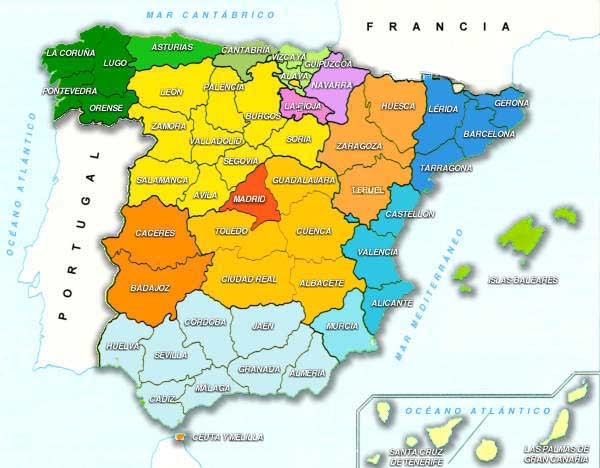 MAR CANTÁBRICO
FRANCIA
LA CORUÑA
LUGO
ASTURIAS
CANTABRIA
VIZCAYA
GUIPÚZCOA
ALAVA
NAVARRA
PONTEVEDRA
ORENSE
LEÓN
PALENCIA
BURGOS
LA RIOJA
HUESCA
LÉRIDA
GERONA
BARCELONA
ZAMORA
VALLADOLID
SORIA
ZARAGOZA
TARRAGONA
SEGOVIA
SALAMANCA
ÁVILA
GUADALAJARA
TERUEL
MADRID
CASTELLÓN
OCÉANO ATLÁNTICO
PORTUGAL
CÁCERES
TOLEDO
CUENCA
VALENCIA
MAR MEDITERRÁNEO
ISLAS BALEARES
BADAJOZ
CIUDAD REAL
ALBACETE
ALICANTE
CÓRDOBA
JAEN
MURCIA
HUELVA
SEVILLA
GRANADA
ALMERÍA
MÁLAGA
CÁDIZ
CEUTA Y MELILLA
OCÉANO ATLÁNTICO
SANTA CRUZ
DE TENERIFE
LAS PALMAS DE
GRAN CANARIA